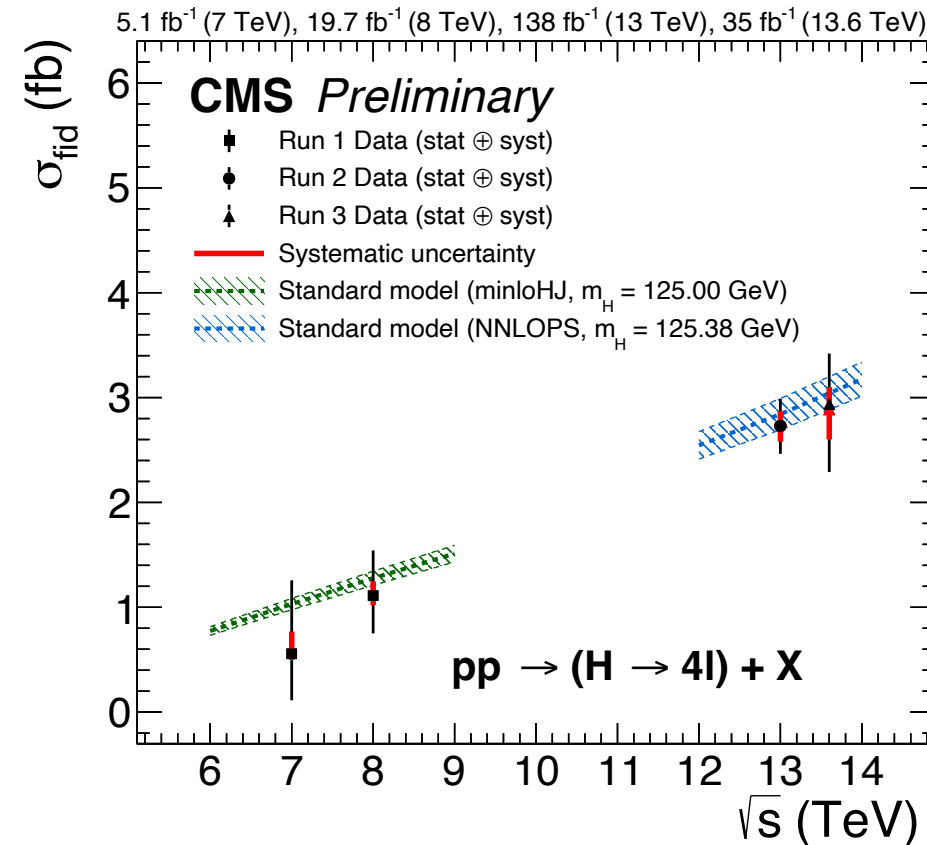 5.1 fb⁻¹ (7 TeV), 19.7 fb⁻¹ (8 TeV), 138 fb⁻¹ (13 TeV), 35 fb⁻¹ (13.6 TeV)
σ_fid (fb)
CMS Preliminary
Run 1 Data (stat ⊕ syst)
Run 2 Data (stat ⊕ syst)
Run 3 Data (stat ⊕ syst)
Systematic uncertainty
Standard model (minloHJ, m_H = 125.00 GeV)
Standard model (NNLOPS, m_H = 125.38 GeV)
6
5
4
3
2
1
0
pp → (H → 4l) + X
6 7 8 9 10 11 12 13 14
√s (TeV)